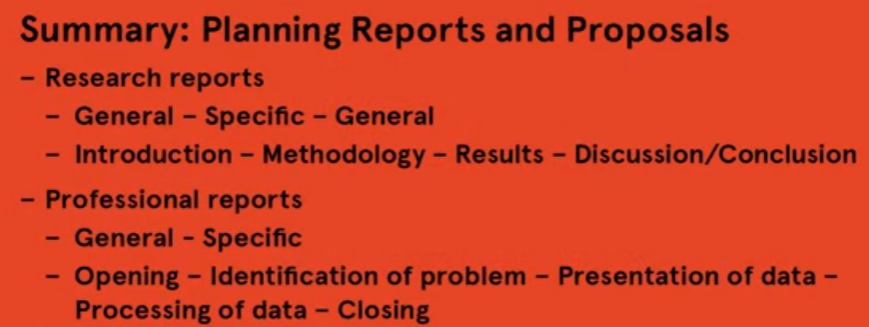 Summary: Planning Reports and Proposals
– Research reports
– General – Specific – General
– Introduction – Methodology – Results – Discussion/Conclusion
– Professional reports
– General - Specific
– Opening – Identification of problem – Presentation of data –
Processing of data – Closing